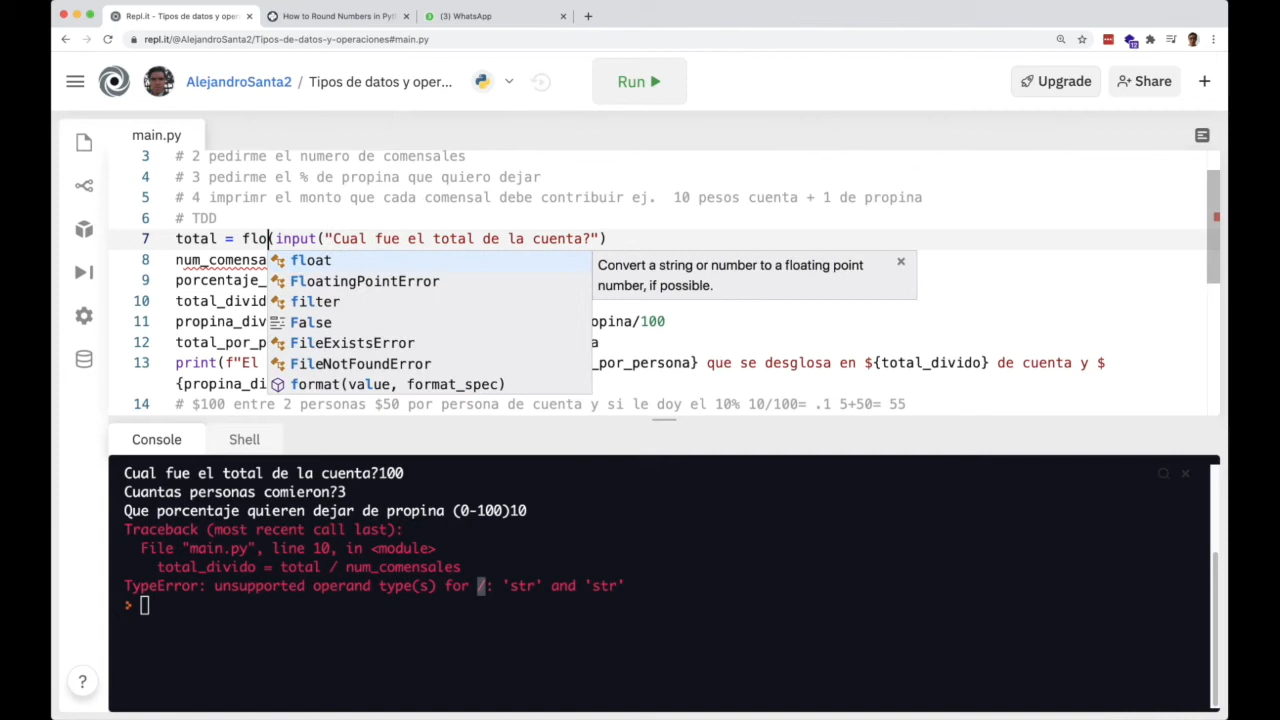 Repl.it - Tipos de datos y oper
How to Round Numbers in Pyt
(3) WhatsApp
repl.it/@AlejandroSanta2/Tipos-de-datos-y-operaciones#main.py
12
AlejandroSanta2 / Tipos de datos y oper...
Run
Upgrade
Share
main.py
3 # 2 pedirme el numero de comensales
4 # 3 pedirme el % de propina que quiero dejar
5 # 4 imprimr el monto que cada comensal debe contribuir ej. 10 pesos cuenta + 1 de propina
6 # TDD
7 total = flo(input("Cual fue el total de la cuenta?")
8 num_comensa
9 porcentaje_
10 total_divid
11 propina_div opina/100
12 total_por_p a
13 print(f"El _por_persona} que se desglosa en ${total_divido} de cuenta y $
{propina_di
14 # $100 entre 2 personas $50 por persona de cuenta y si le doy el 10% 10/100= .1 5+50= 55
float
FloatingPointError
filter
False
FileExistsError
FileNotFoundError
format(value, format_spec)
Convert a string or number to a floating point
number, if possible.
Console
Shell
Cual fue el total de la cuenta?100
Cuantas personas comieron?3
Que porcentaje quieren dejar de propina (0-100)10
Traceback (most recent call last):
File "main.py", line 10, in <module>
total_divido = total / num_comensales
TypeError: unsupported operand type(s) for /: 'str' and 'str'
>
?